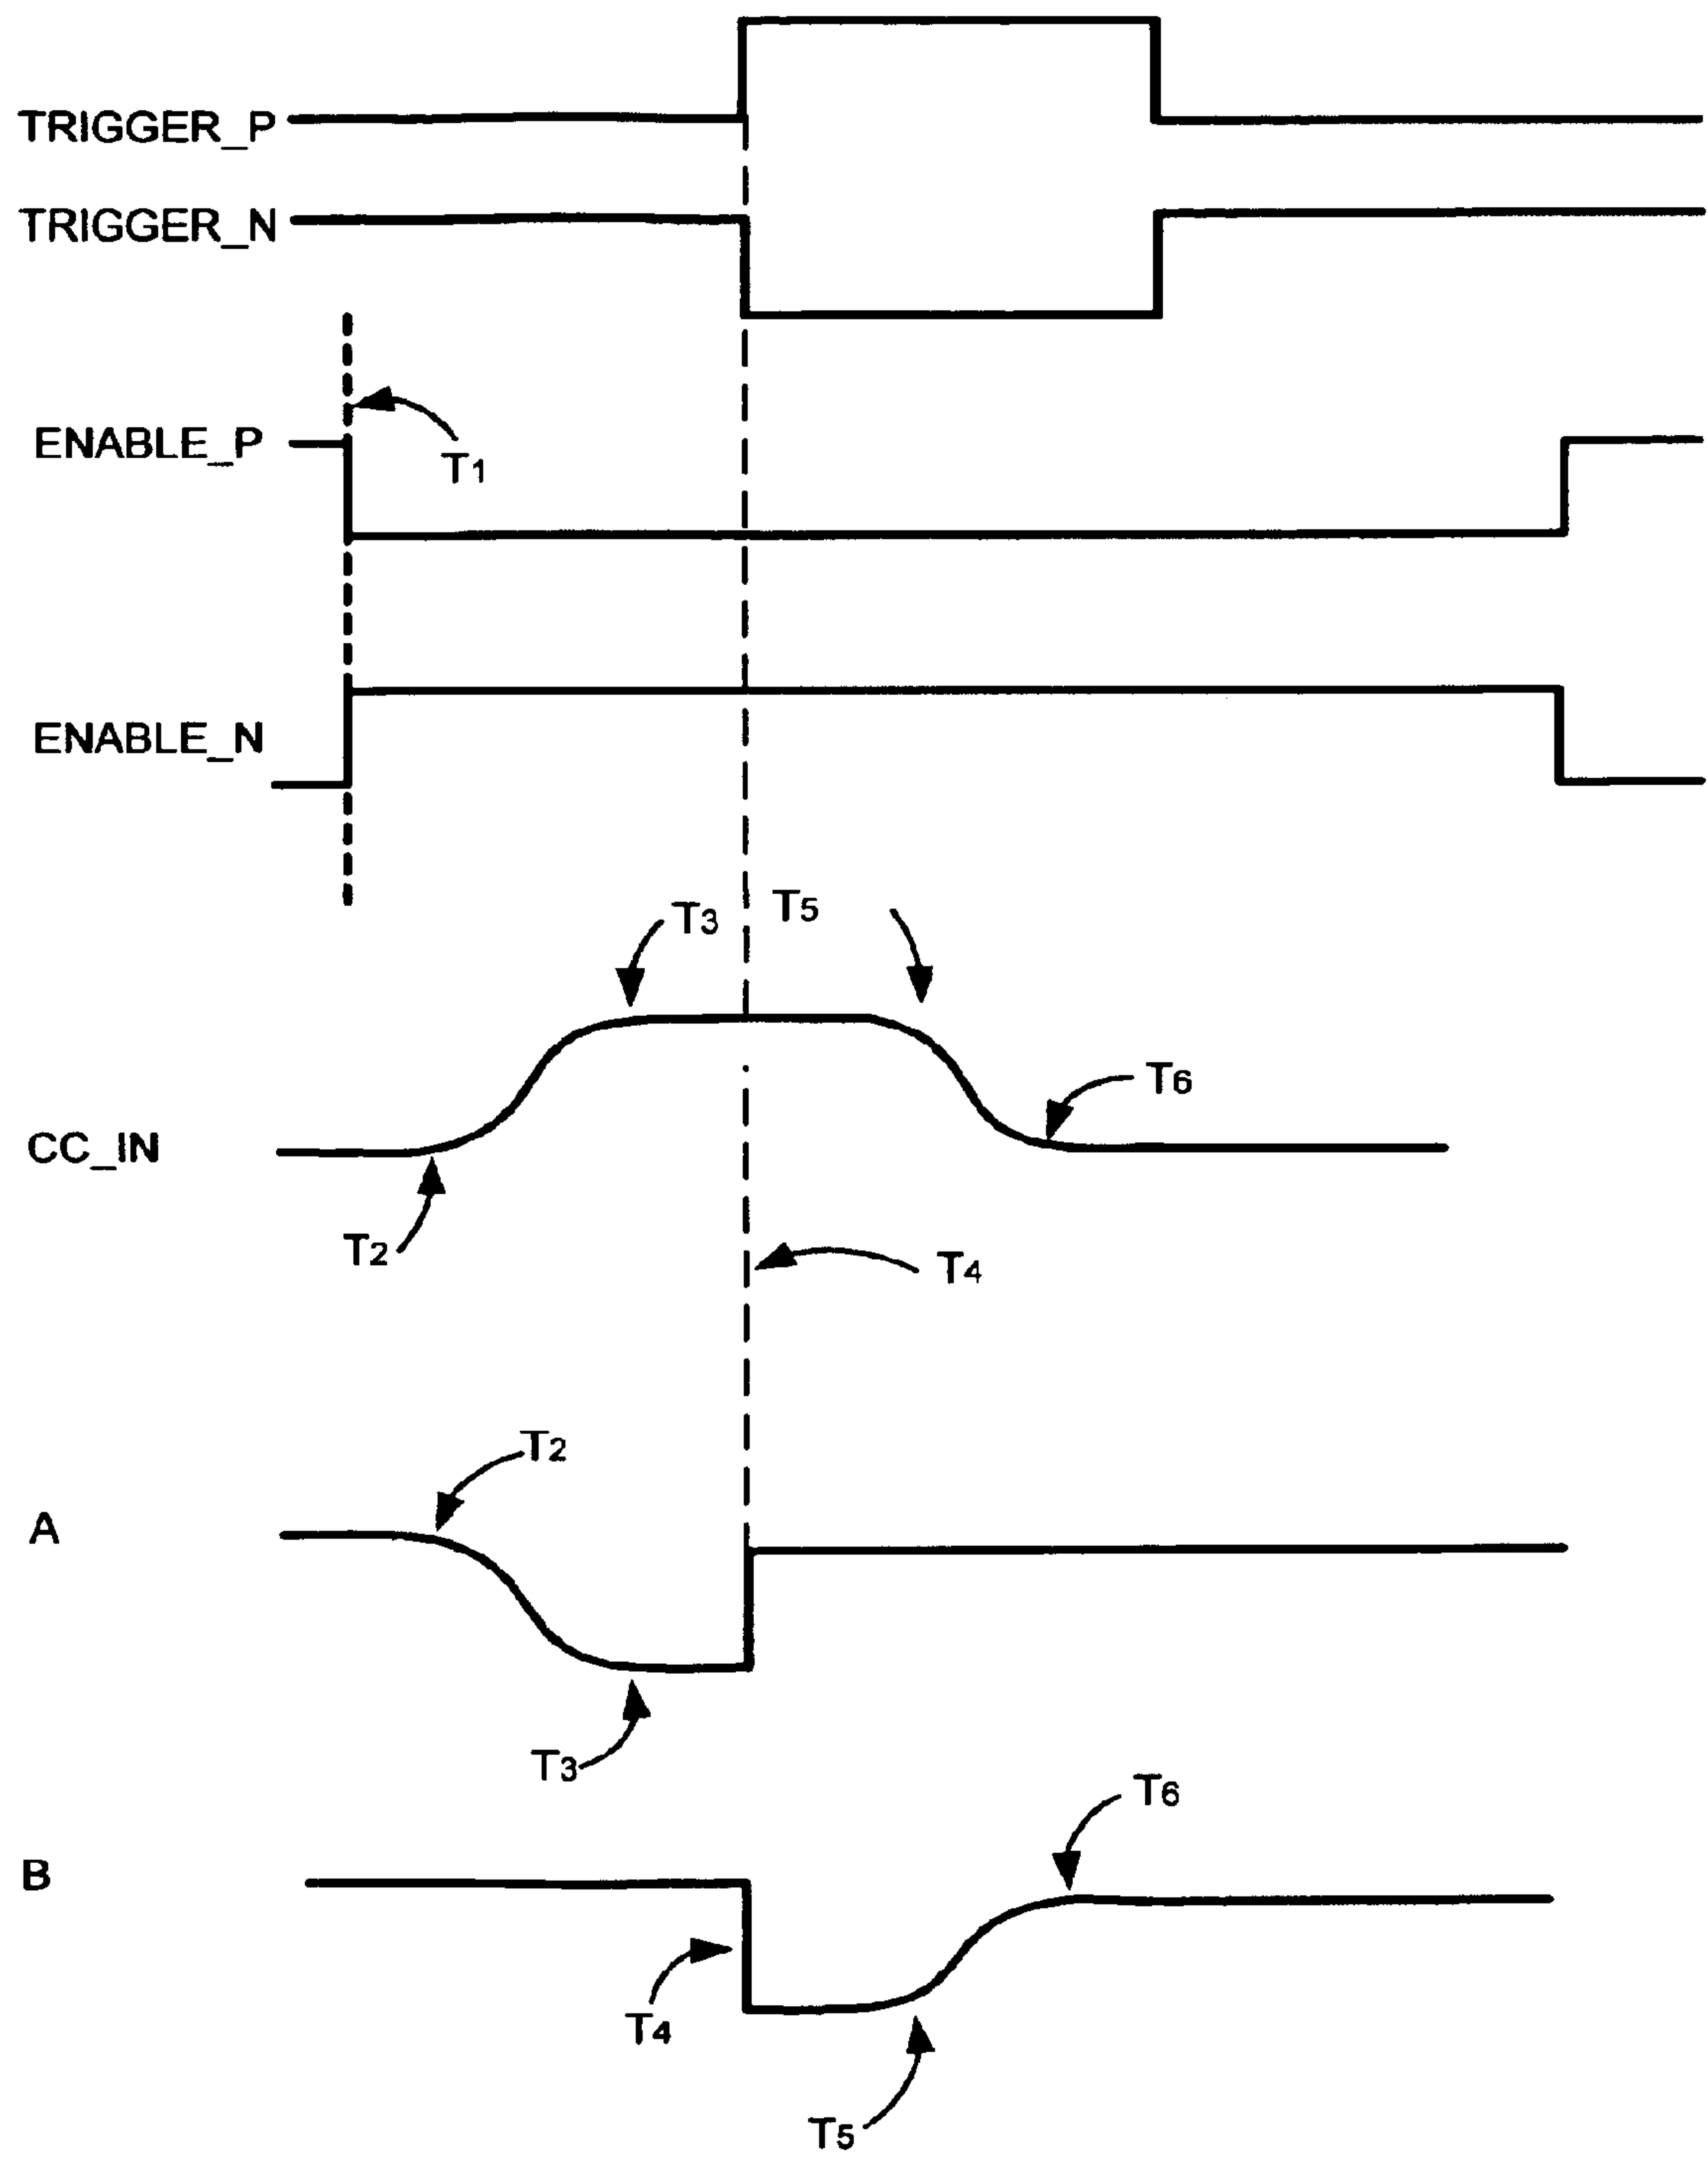 TRIGGER_P
TRIGGER_N
ENABLE_P
T1
ENABLE_N
T3
T5
T6
CC_IN
T2
T4
T2
A
T3
T6
B
T4
T5